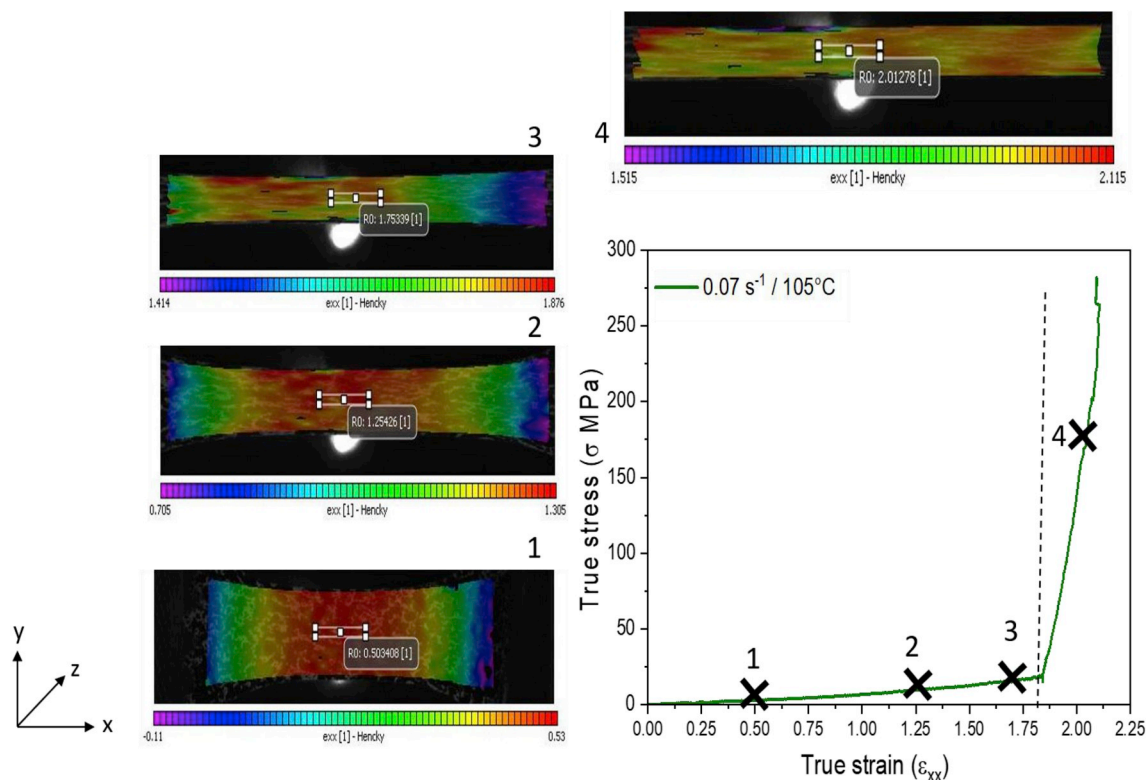 4
R0: 2.01278 [1]
1.515
2.115
exx [1] - Hencky
3
R0: 1.75339 [1]
1.414
1.876
exx [1] - Hencky
2
R0: 1.25426 [1]
0.705
1.305
exx [1] - Hencky
1
R0: 0.503408 [1]
-0.11
0.53
exx [1] - Hencky
y
z
x
0.07 s⁻¹ / 105°C
True stress (σ MPa)
300
250
200
150
100
50
0
1
2
3
4
0.00 0.25 0.50 0.75 1.00 1.25 1.50 1.75 2.00 2.25
True strain (εxx)